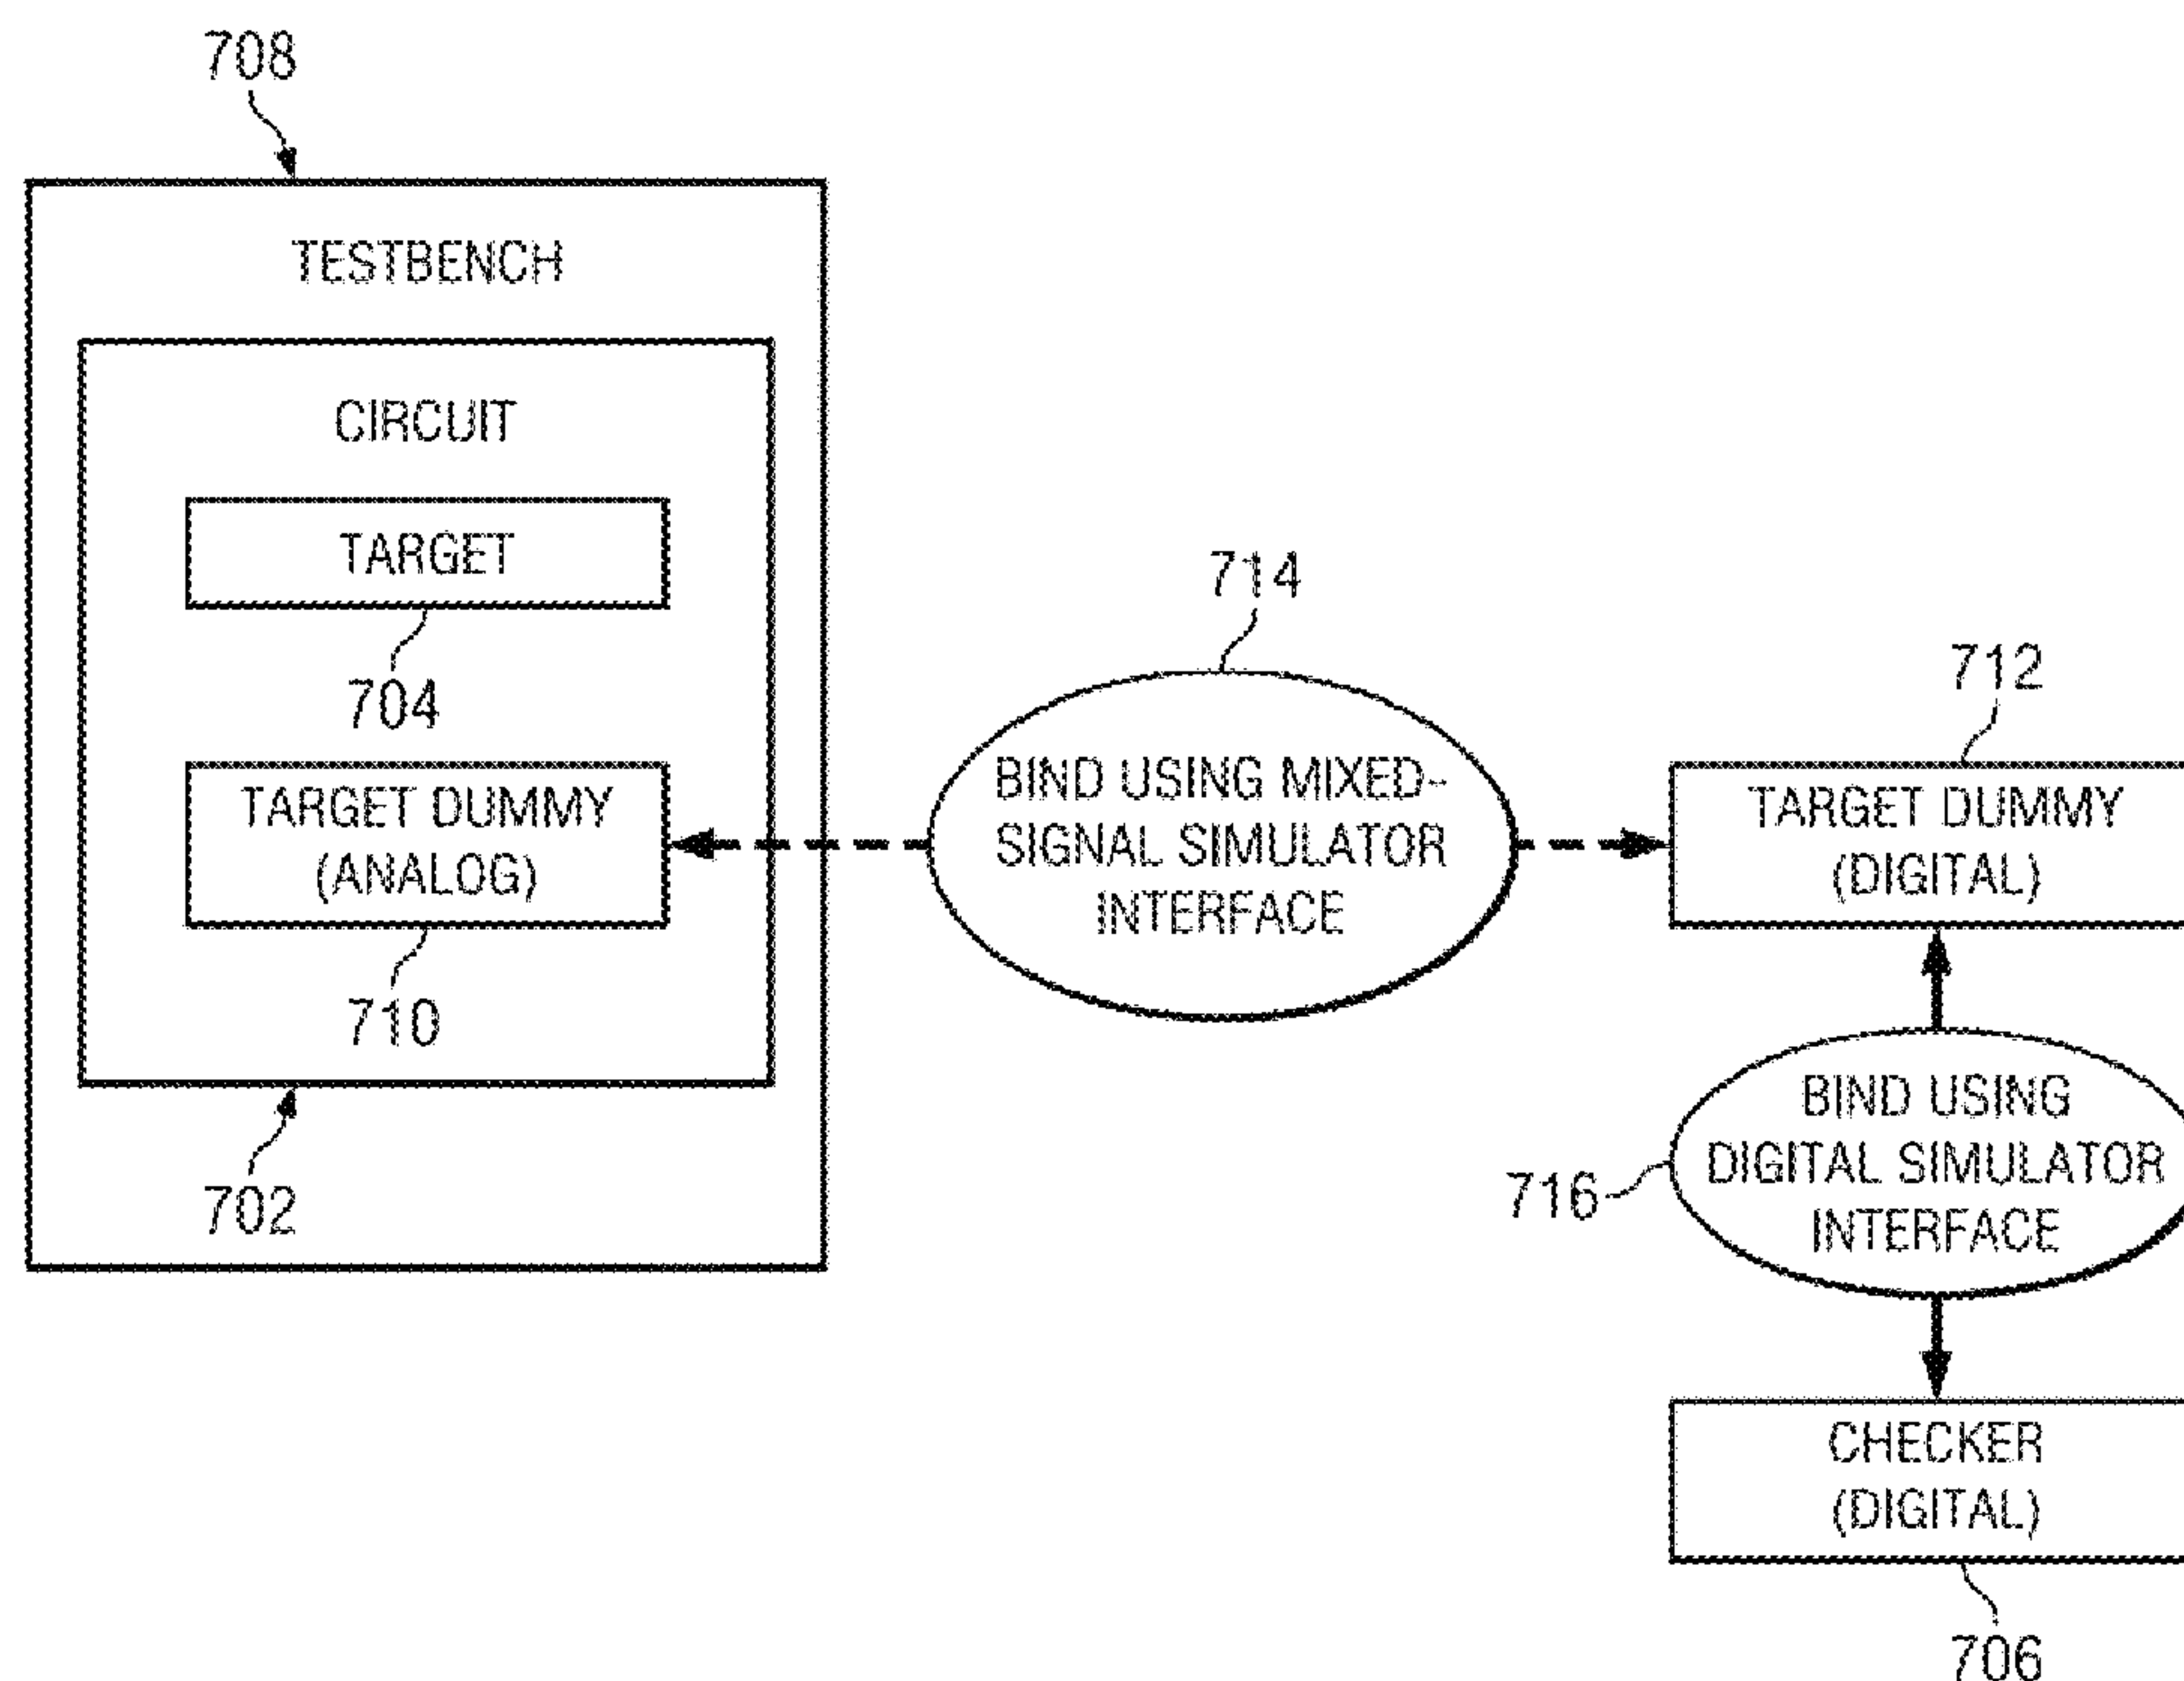 708
TESTBENCH
CIRCUIT
TARGET
704
TARGET DUMMY
(ANALOG)
710
702
714
BIND USING MIXED-
SIGNAL SIMULATOR
INTERFACE
712
TARGET DUMMY
(DIGITAL)
716
BIND USING
DIGITAL SIMULATOR
INTERFACE
CHECKER
(DIGITAL)
706